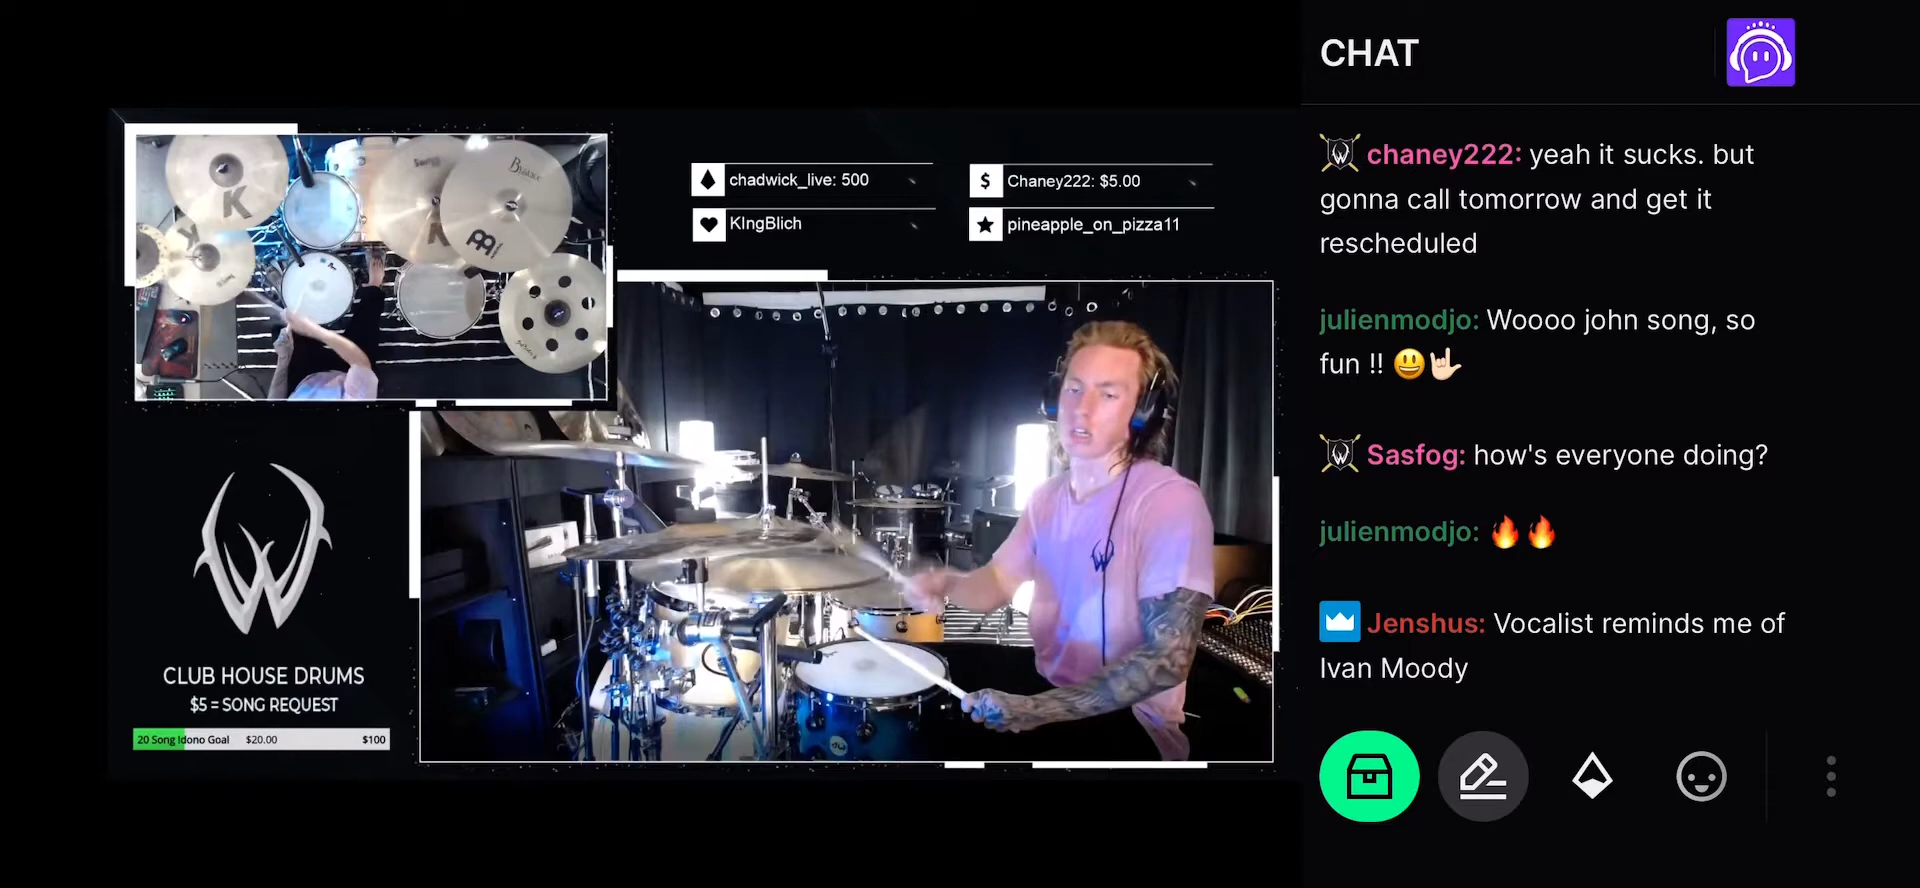 CHAT
chadwick_live: 500
Chaney222: $5.00
KIngBlich
pineapple_on_pizza11
CLUB HOUSE DRUMS
$5 = SONG REQUEST
20 Song Idono Goal $20.00 $100
chaney222: yeah it sucks. but
gonna call tomorrow and get it
rescheduled
julienmodjo: Woooo john song, so
fun !! 😃🤟🏻
Sasfog: how's everyone doing?
julienmodjo: 🔥🔥
Jenshus: Vocalist reminds me of
Ivan Moody